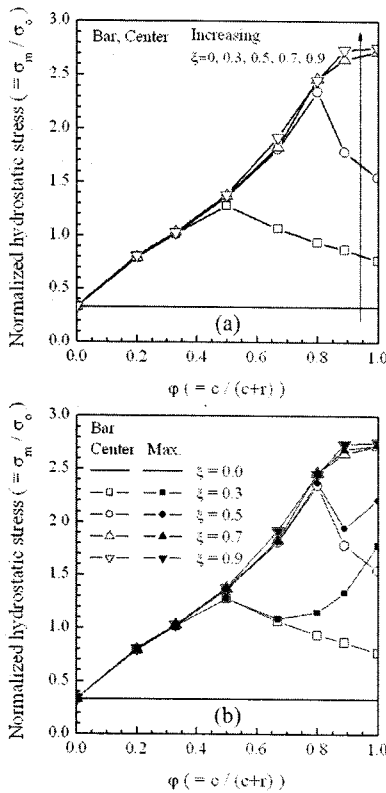 Normalized hydrostatic stress ( = σm / σo )
3.0
2.5
2.0
1.5
1.0
0.5
0.0
Bar, Center Increasing
ξ=0, 0.3, 0.5, 0.7, 0.9
(a)
0.0 0.2 0.4 0.6 0.8 1.0
φ ( = c / (c+r) )
Normalized hydrostatic stress ( = σm / σo )
3.0
2.5
2.0
1.5
1.0
0.5
0.0
Bar
Center Max.
ξ = 0.0
ξ = 0.3
ξ = 0.5
ξ = 0.7
ξ = 0.9
(b)
0.0 0.2 0.4 0.6 0.8 1.0
φ ( = c / (c+r) )